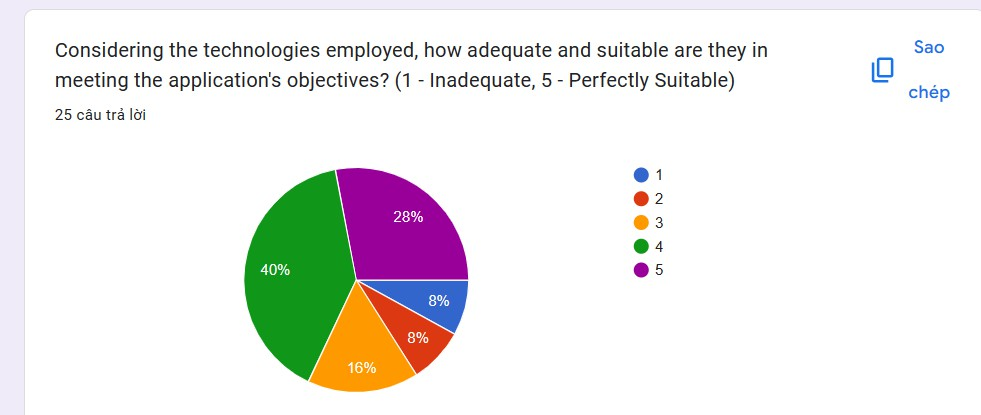 Considering the technologies employed, how adequate and suitable are they in
meeting the application's objectives? (1 - Inadequate, 5 - Perfectly Suitable)
25 câu trả lời
Sao
chép
28%
40%
8%
8%
16%
1
2
3
4
5